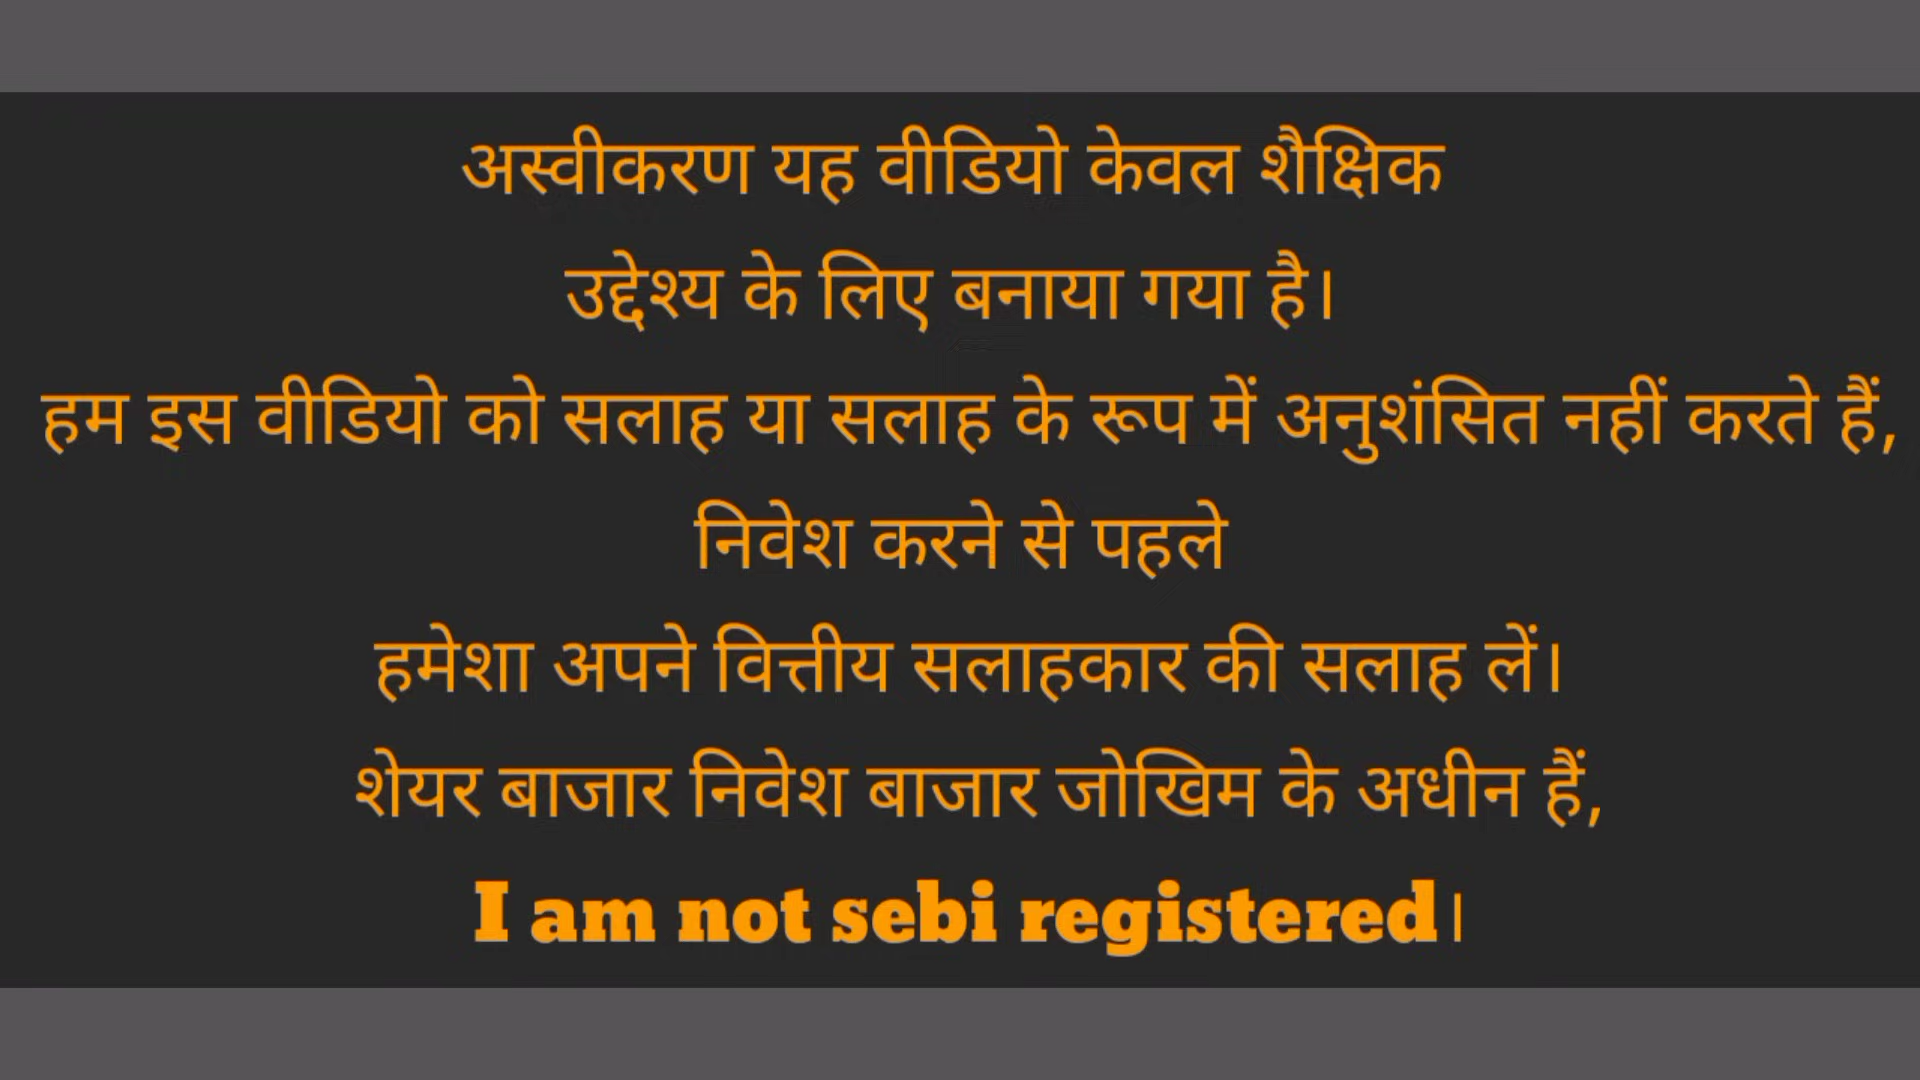 अस्वीकरण यह वीडियो केवल शैक्षिक
उद्देश्य के लिए बनाया गया है।
हम इस वीडियो को सलाह या सलाह के रूप में अनुशंसित नहीं करते हैं,
निवेश करने से पहले
हमेशा अपने वित्तीय सलाहकार की सलाह लें।
शेयर बाजार निवेश बाजार जोखिम के अधीन हैं,
I am not sebi registered।